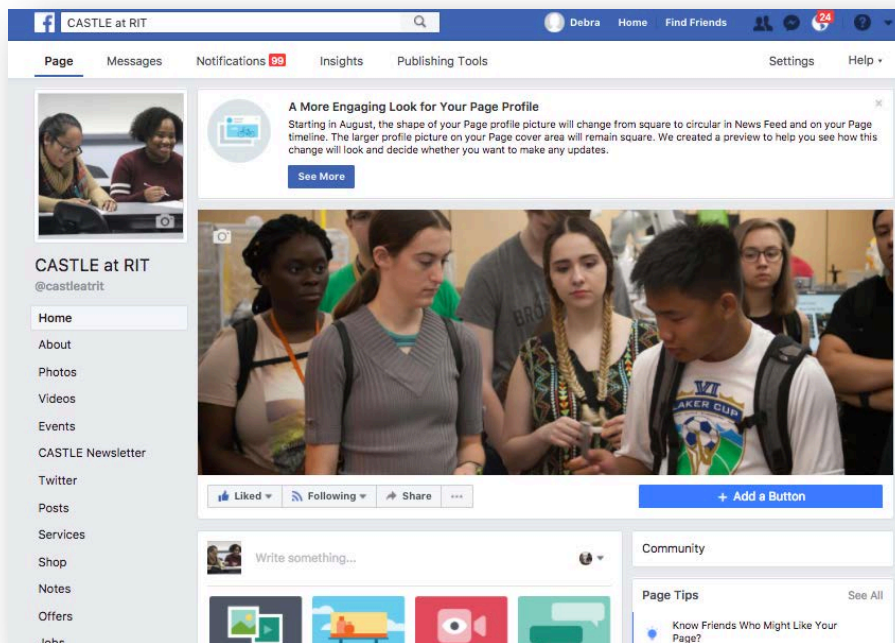 CASTLE at RIT
Debra
Home
Find Friends
24
Page
Messages
Notifications 99
Insights
Publishing Tools
Settings
Help
A More Engaging Look for Your Page Profile
Starting in August, the shape of your Page profile picture will change from square to circular in News Feed and on your Page
timeline. The larger profile picture on your Page cover area will remain square. We created a preview to help you see how this
change will look and decide whether you want to make any updates.
See More
CASTLE at RIT
@castleatrit
Home
About
Photos
Videos
Events
CASTLE Newsletter
Twitter
Posts
Services
Shop
Notes
Offers
Jobs
BRO
VI
LAKER CUP
Liked
Following
Share
+ Add a Button
Write something...
Community
Page Tips
See All
Know Friends Who Might Like Your
Page?